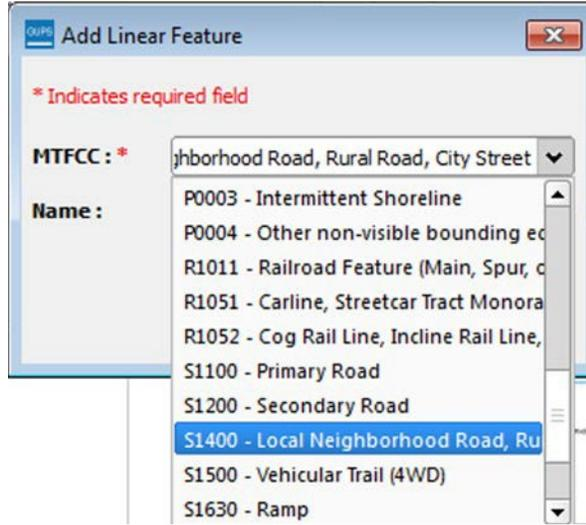 GUPS Add Linear Feature
* Indicates required field
MTFCC : * ghborhood Road, Rural Road, City Street
Name :
P0003 - Intermittent Shoreline
P0004 - Other non-visible bounding ec
R1011 - Railroad Feature (Main, Spur, o
R1051 - Carline, Streetcar Tract Monora
R1052 - Cog Rail Line, Incline Rail Line,
S1100 - Primary Road
S1200 - Secondary Road
S1400 - Local Neighborhood Road, Ru
S1500 - Vehicular Trail (4WD)
S1630 - Ramp